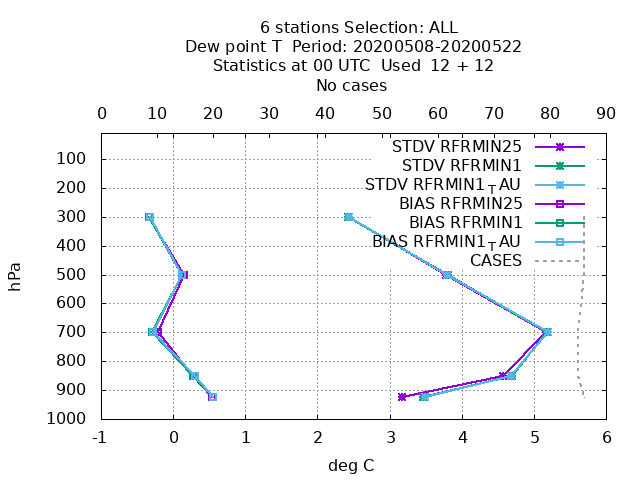 6 stations Selection: ALL
Dew point T  Period: 20200508-20200522
Statistics at 00 UTC  Used  12 + 12
No cases
0 10 20 30 40 50 60 70 80 90
STDV RFRMIN25
STDV RFRMIN1
STDV RFRMIN1_TAU
BIAS RFRMIN25
BIAS RFRMIN1
BIAS RFRMIN1_TAU
CASES
hPa
100
200
300
400
500
600
700
800
900
1000
-1 0 1 2 3 4 5 6
deg C